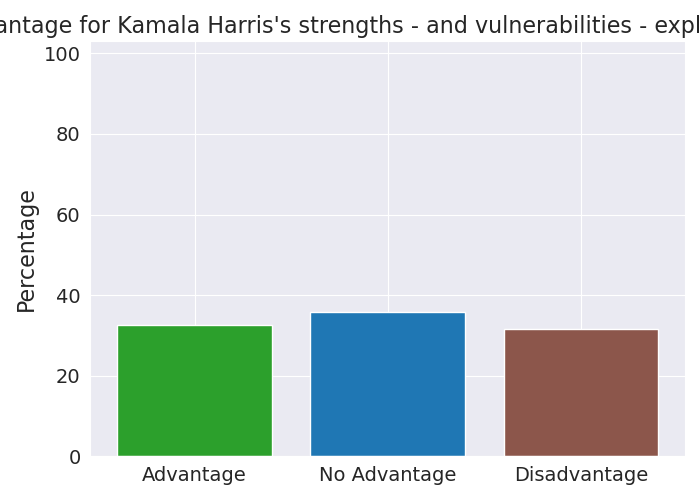 antage for Kamala Harris's strengths - and vulnerabilities - expl
100
80
60
40
20
0
Percentage
Advantage No Advantage Disadvantage